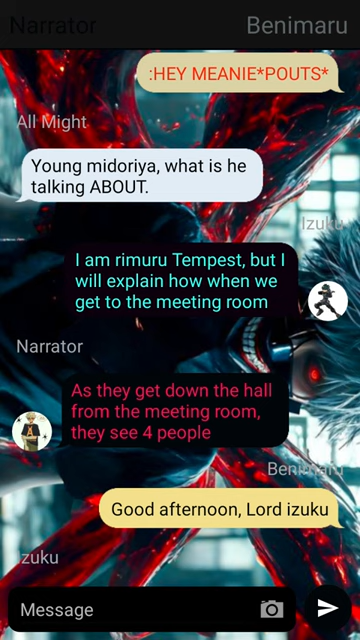 Narrator
Benimaru
:HEY MEANIE*POUTS*
All Might
Young midoriya, what is he
talking ABOUT.
Izuku
I am rimuru Tempest, but I
will explain how when we
get to the meeting room
Narrator
As they get down the hall
from the meeting room,
they see 4 people
Benimaru
Good afternoon, Lord izuku
Izuku
Message